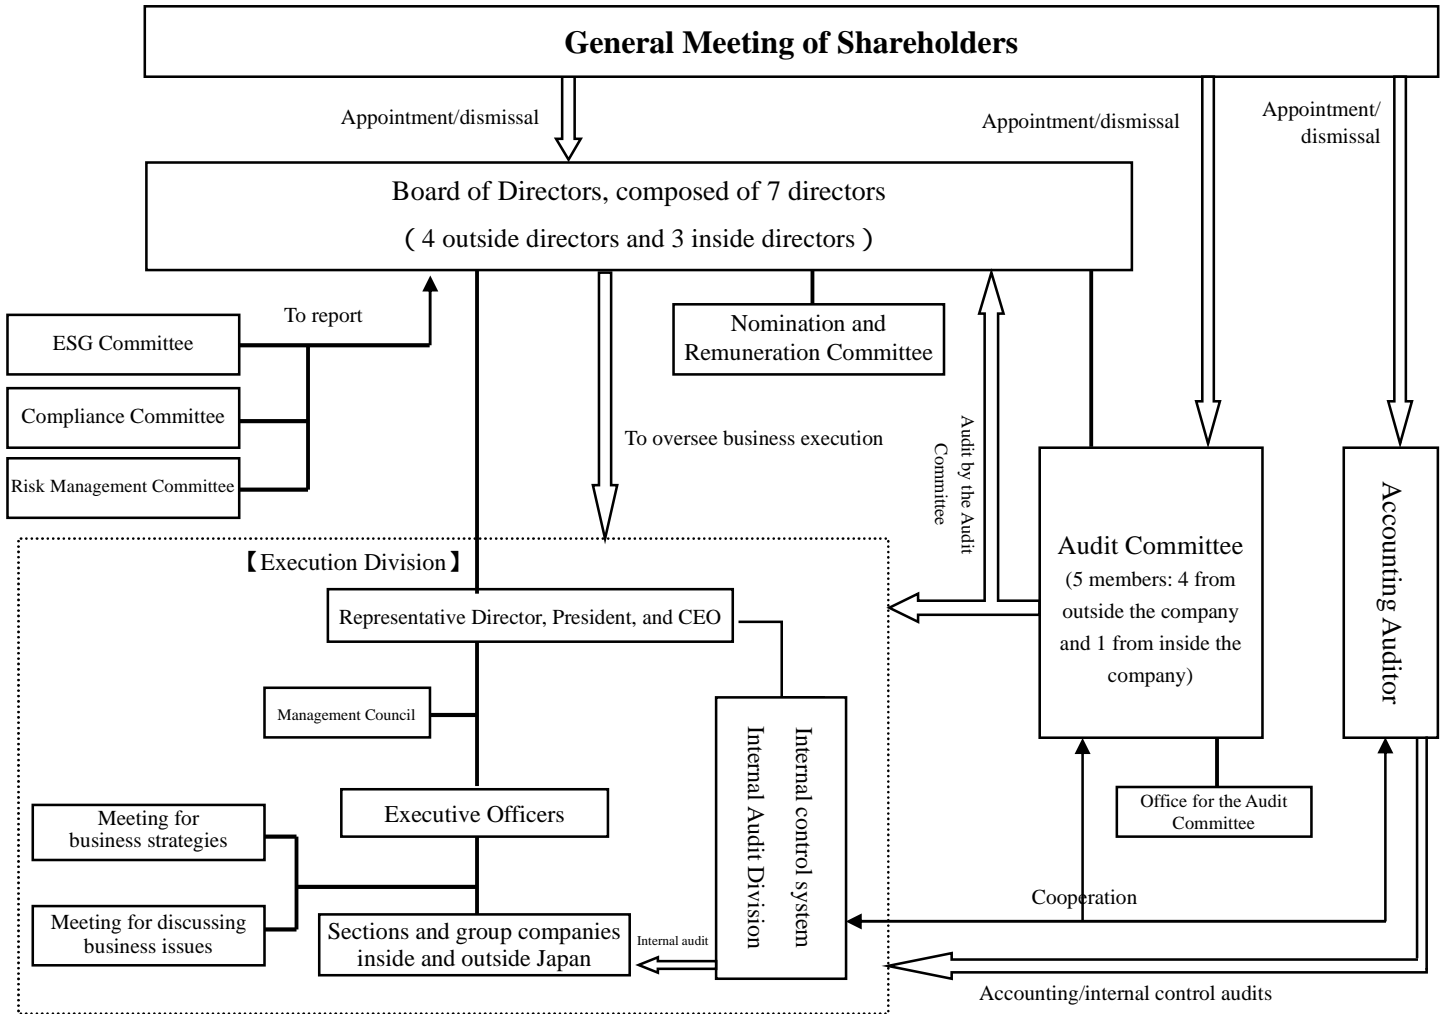 General Meeting of Shareholders
Appointment/dismissal
Appointment/dismissal
Appointment/
dismissal
Board of Directors, composed of 7 directors
( 4 outside directors and 3 inside directors )
To report
ESG Committee
Compliance Committee
Risk Management Committee
Nomination and
Remuneration Committee
To oversee business execution
Audit by the Audit
Committee
Audit Committee
(5 members: 4 from
outside the company
and 1 from inside the
company)
Accounting Auditor
【Execution Division】
Representative Director, President, and CEO
Management Council
Internal control system
Internal Audit Division
Executive Officers
Office for the Audit
Committee
Meeting for
business strategies
Meeting for discussing
business issues
Sections and group companies
inside and outside Japan
Internal audit
Cooperation
Accounting/internal control audits